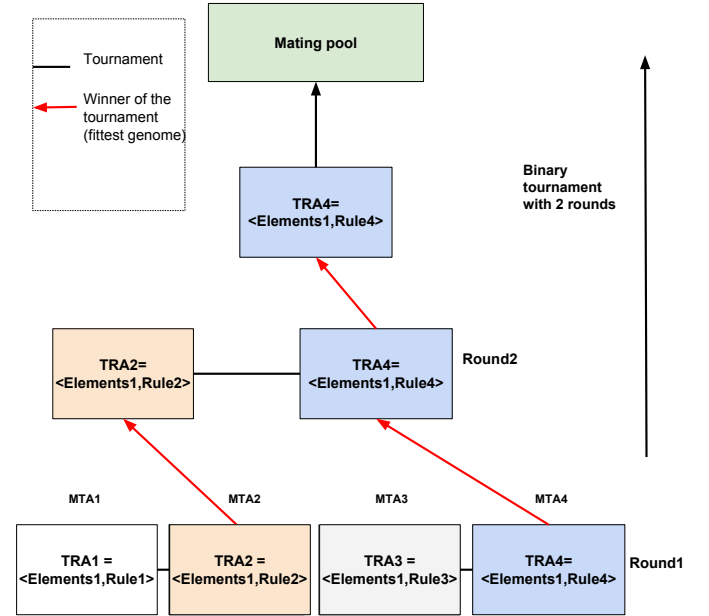 Tournament
Winner of the
tournament
(fittest genome)
Mating pool
TRA4=
<Elements1,Rule4>
Binary
tournament
with 2 rounds
TRA2=
<Elements1,Rule2>
TRA4=
<Elements1,Rule4>
Round2
MTA1
MTA2
MTA3
MTA4
TRA1 =
<Elements1,Rule1>
TRA2 =
<Elements1,Rule2>
TRA3 =
<Elements1,Rule3>
TRA4=
<Elements1,Rule4>
Round1